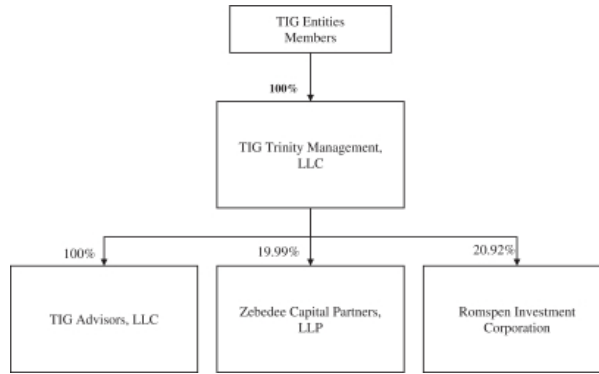 TIG Entities
Members
100%
TIG Trinity Management,
LLC
100%
19.99%
20.92%
TIG Advisors, LLC
Zebedee Capital Partners,
LLP
Romspen Investment
Corporation